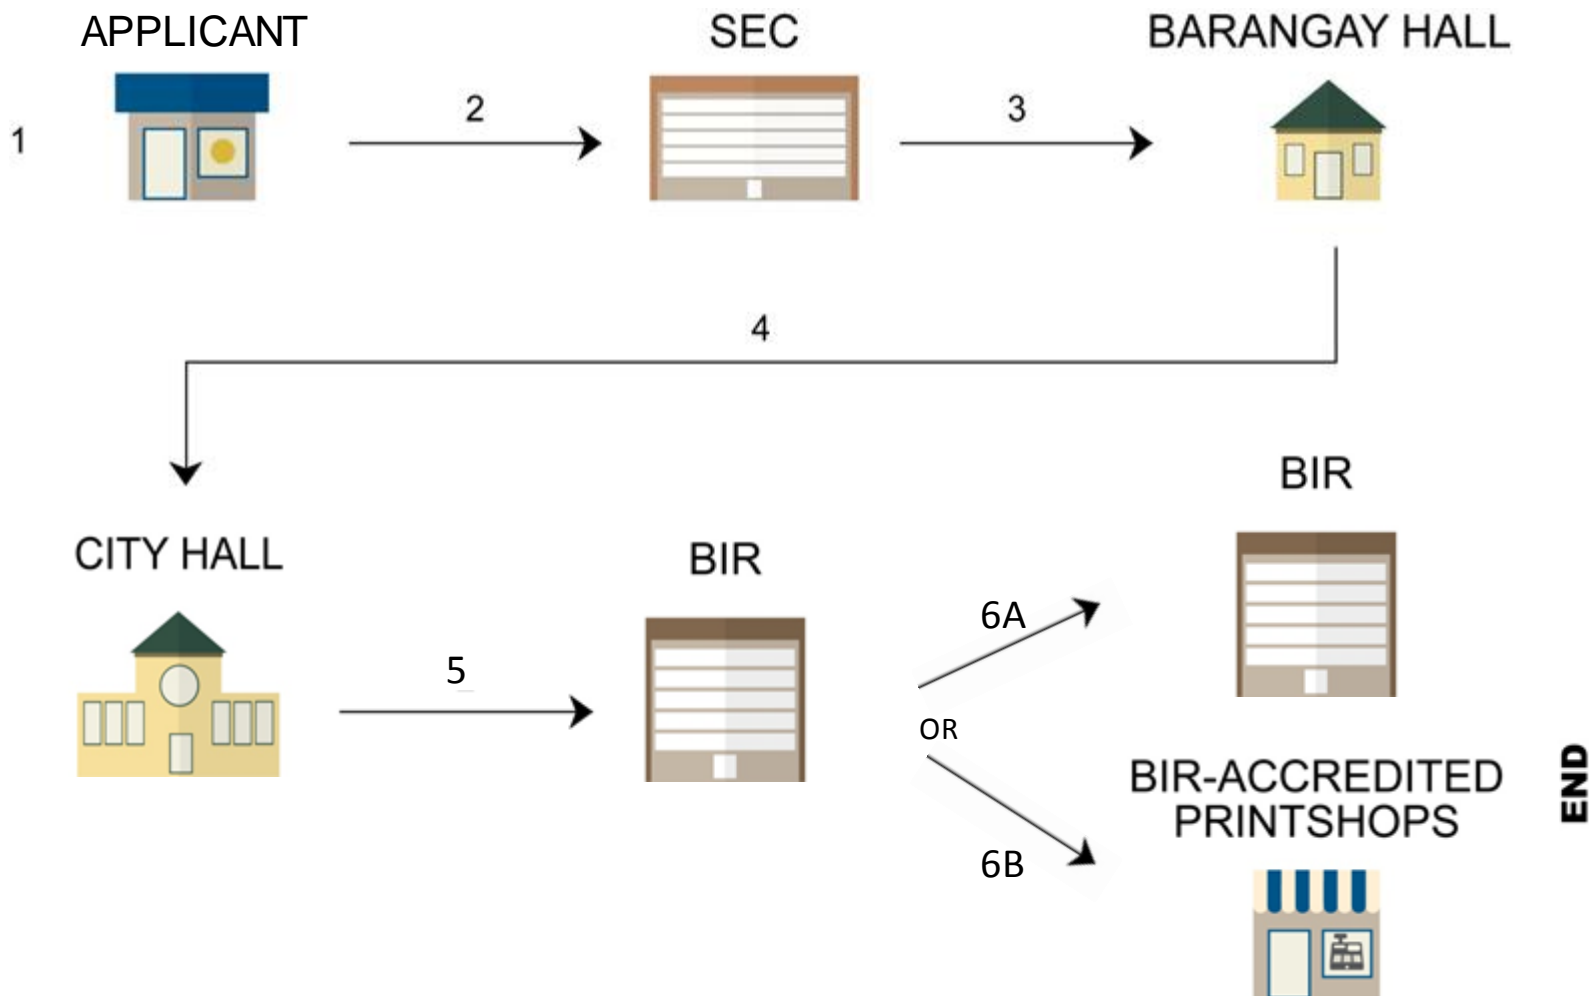 APPLICANT
SEC
BARANGAY HALL
1
2
3
4
CITY HALL
BIR
BIR
5
6A
OR
6B
BIR-ACCREDITED
PRINTSHOPS
END